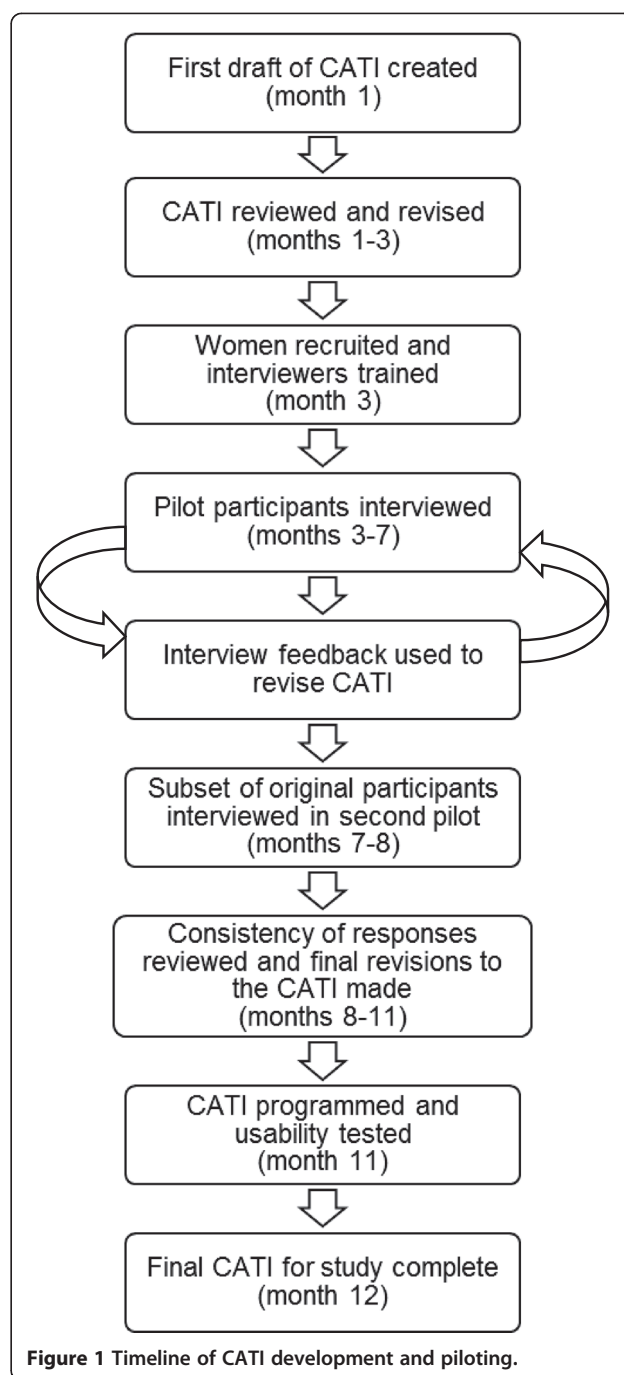 First draft of CATI created
(month 1)
CATI reviewed and revised
(months 1-3)
Women recruited and
interviewers trained
(month 3)
Pilot participants interviewed
(months 3-7)
Interview feedback used to
revise CATI
Subset of original participants
interviewed in second pilot
(months 7-8)
Consistency of responses
reviewed and final revisions to
the CATI made
(months 8-11)
CATI programmed and
usability tested
(month 11)
Final CATI for study complete
(month 12)
Figure 1 Timeline of CATI development and piloting.